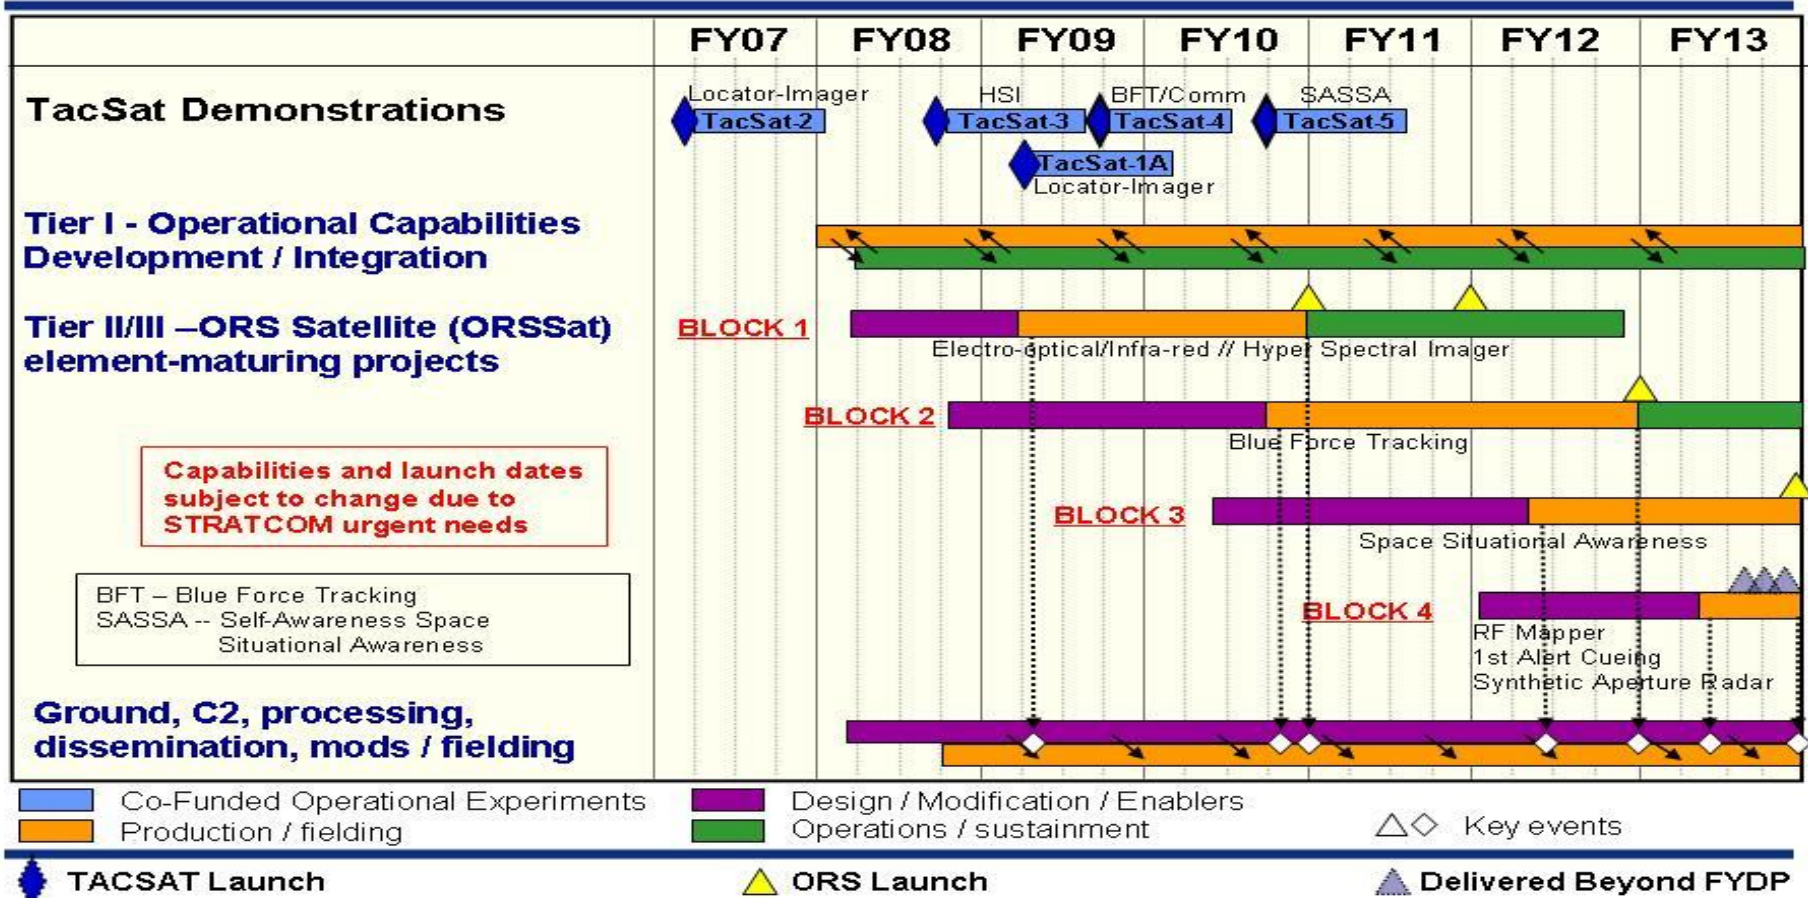 FY07 FY08 FY09 FY10 FY11 FY12 FY13
TacSat Demonstrations
Locator-Imager HSI BFT/Comm SASSA
TacSat-2 TacSat-3 TacSat-4 TacSat-5
TacSat-1A
Locator-Imager
Tier I - Operational Capabilities
Development / Integration
Tier II/III –ORS Satellite (ORSSat)
element-maturing projects
BLOCK 1
Electro-optical/Infra-red // Hyper Spectral Imager
BLOCK 2
Blue Force Tracking
Capabilities and launch dates
subject to change due to
STRATCOM urgent needs
BLOCK 3
Space Situational Awareness
BFT – Blue Force Tracking
SASSA -- Self-Awareness Space
Situational Awareness
BLOCK 4
RF Mapper
1st Alert Cueing
Synthetic Aperture Radar
Ground, C2, processing,
dissemination, mods / fielding
Co-Funded Operational Experiments
Design / Modification / Enablers
Production / fielding
Operations / sustainment
Key events
TACSAT Launch
ORS Launch
Delivered Beyond FYDP